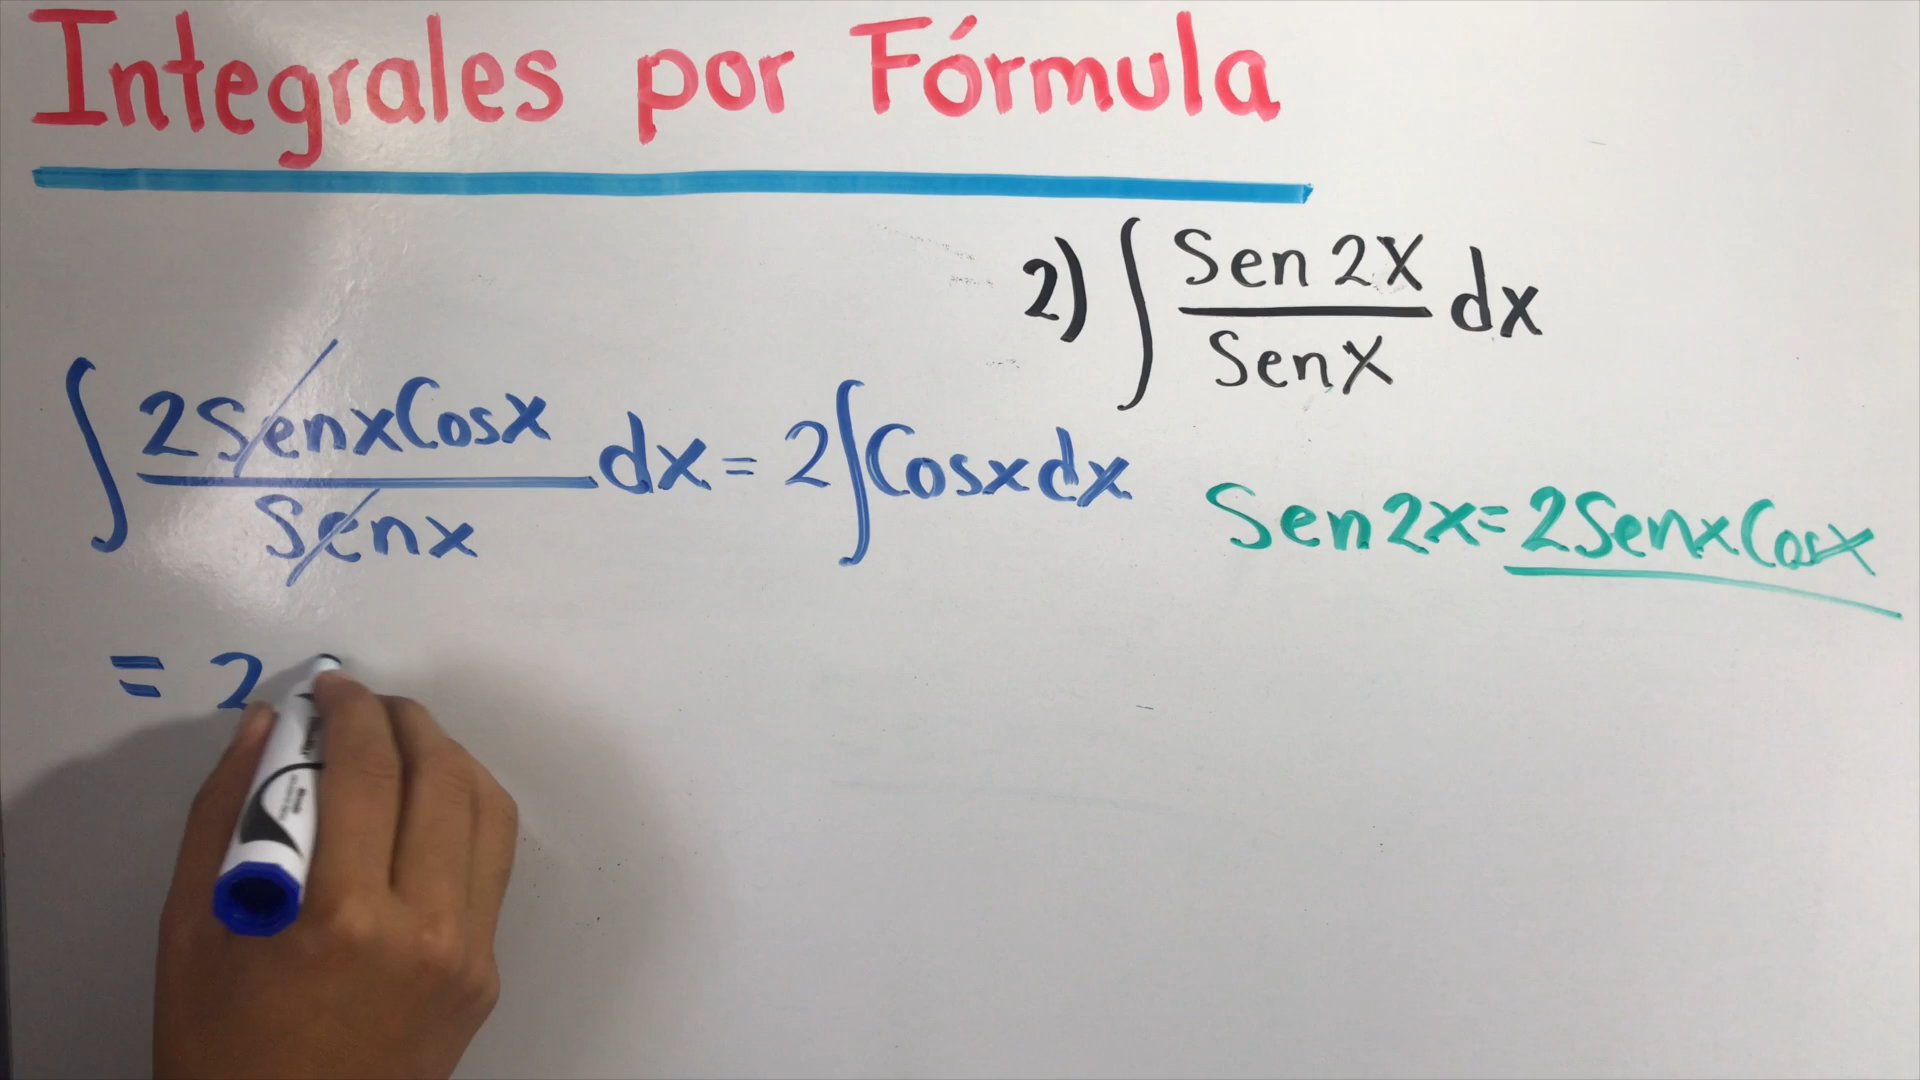 Integrales por Fórmula
2) ∫ Sen 2X / SenX dx
∫ 2SenxCosx / Senx dx = 2∫Cosxdx
Sen2x=2SenxCosx
= 2